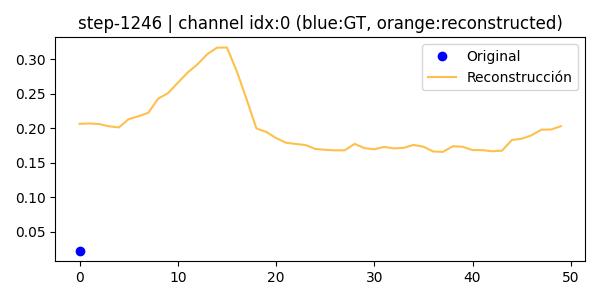 step-1246 | channel idx:0 (blue:GT, orange:reconstructed)
Original
Reconstrucción
0.30
0.25
0.20
0.15
0.10
0.05
0 10 20 30 40 50